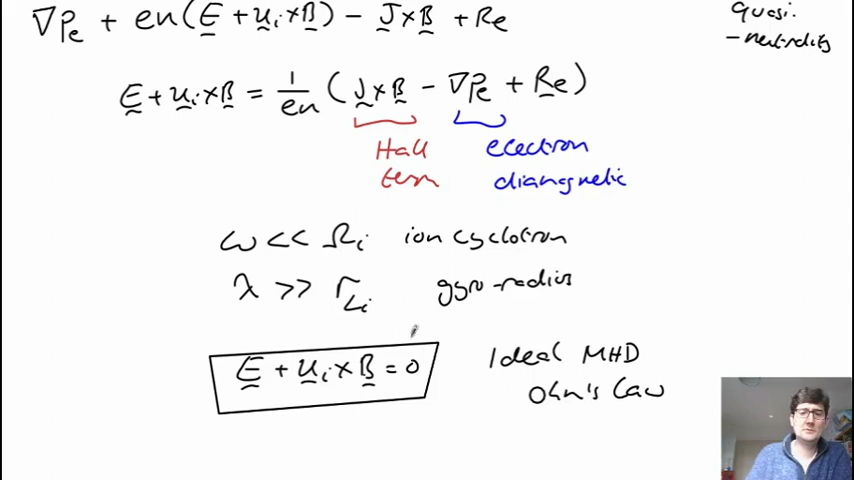 ∇Pe + en(E + ui×B) - J×B + Re
quasi.
-neutrality
E + ui×B = 1/en (J×B - ∇Pe + Re)
Hall
term
electron
diamagnetic
ω << Ωi ion cyclotron
λ >> rLi gyro-radius
E + ui×B = 0
Ideal MHD
Ohm's Law